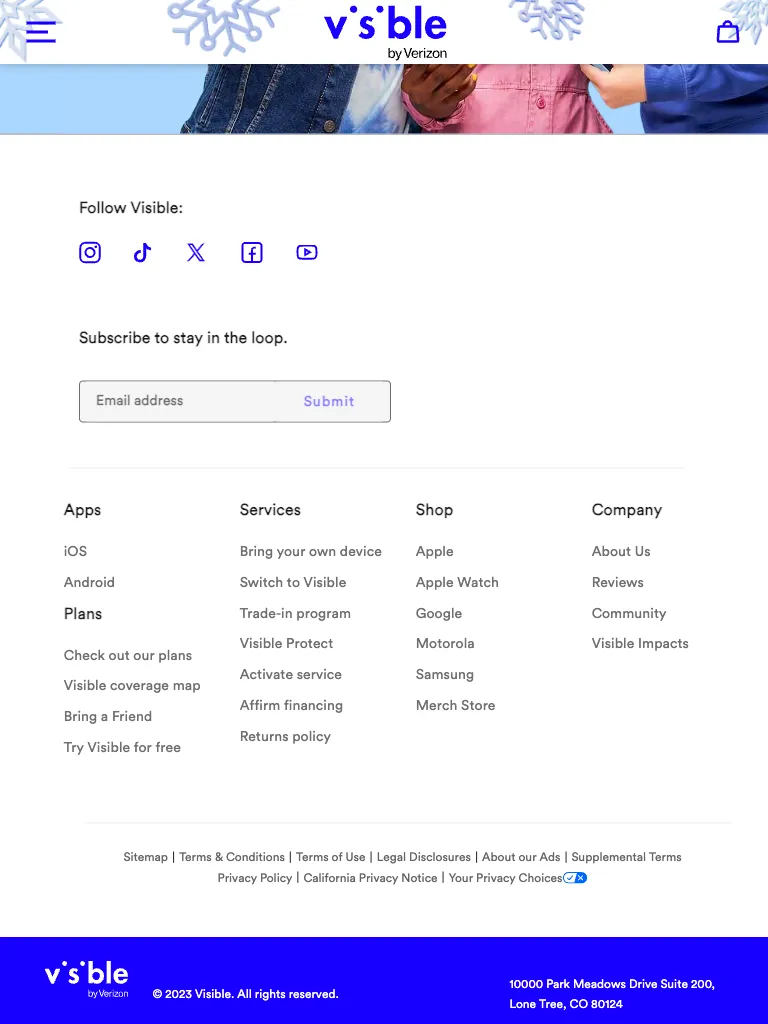 visible
by Verizon
Follow Visible:
Subscribe to stay in the loop.
Email address
Submit
Apps
iOS
Android
Plans
Check out our plans
Visible coverage map
Bring a Friend
Try Visible for free
Services
Bring your own device
Switch to Visible
Trade-in program
Visible Protect
Activate service
Affirm financing
Returns policy
Shop
Apple
Apple Watch
Google
Motorola
Samsung
Merch Store
Company
About Us
Reviews
Community
Visible Impacts
Sitemap | Terms & Conditions | Terms of Use | Legal Disclosures | About our Ads | Supplemental Terms
Privacy Policy | California Privacy Notice | Your Privacy Choices
visible
by Verizon
© 2023 Visible. All rights reserved.
10000 Park Meadows Drive Suite 200,
Lone Tree, CO 80124